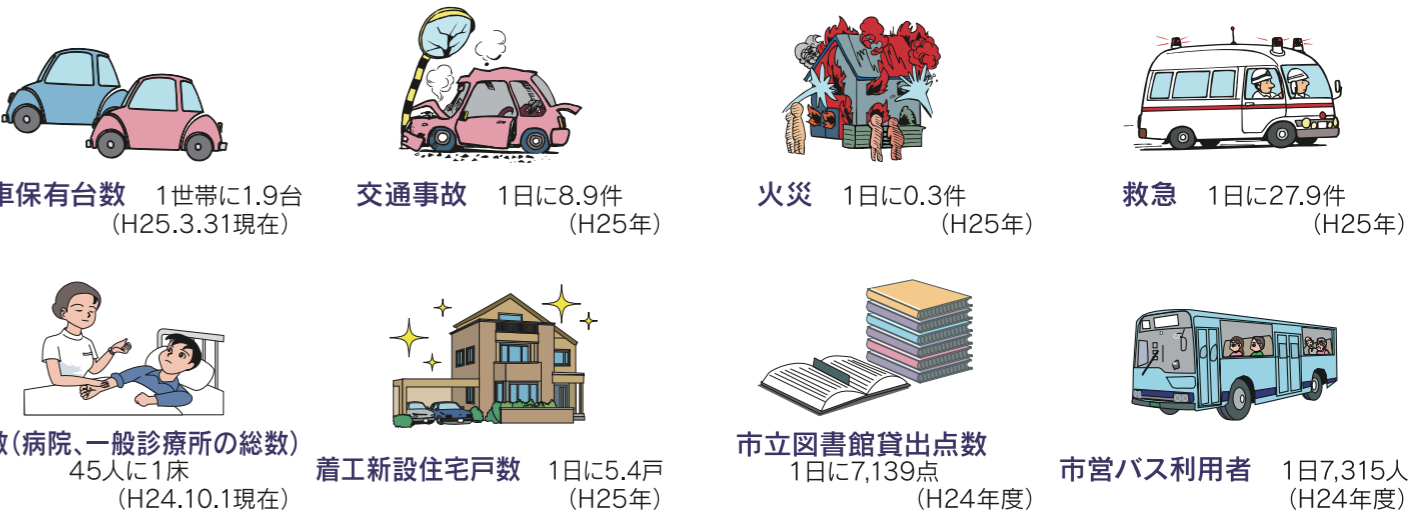 車保有台数 1世帯に1.9台
(H25.3.31現在)
交通事故 1日に8.9件
(H25年)
火災 1日に0.3件
(H25年)
救急 1日に27.9件
(H25年)
数(病院、一般診療所の総数)
45人に1床
(H24.10.1現在)
着工新設住宅戸数 1日に5.4戸
(H25年)
市立図書館貸出点数
1日に7,139点
(H24年度)
市営バス利用者 1日7,315人
(H24年度)